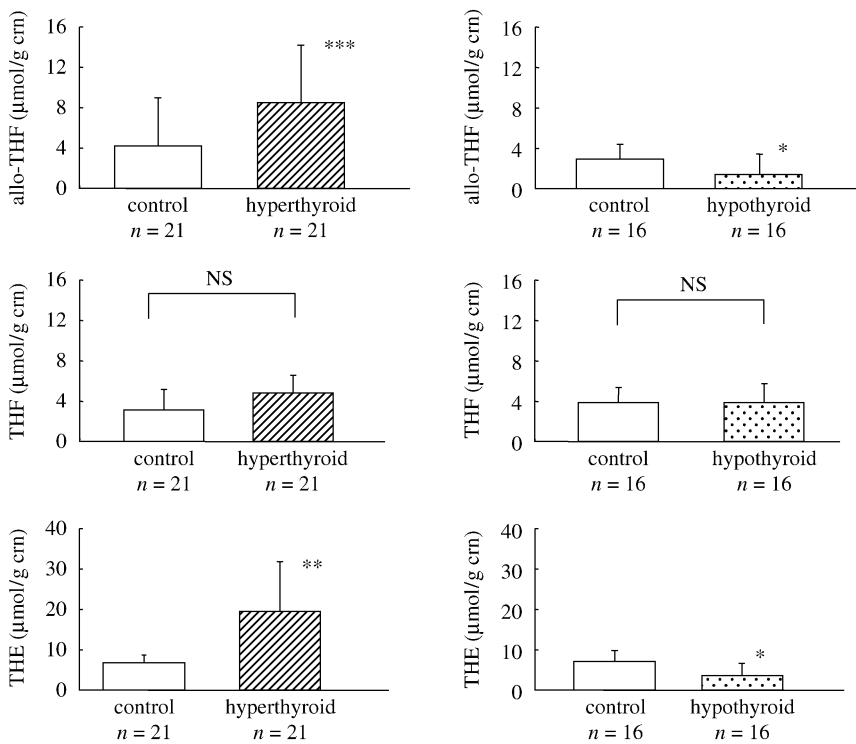 allo-THF (μmol/g crn)
16
12
8
4
0
***
control
hyperthyroid
n = 21
n = 21
allo-THF (μmol/g crn)
16
12
8
4
0
*
control
hypothyroid
n = 16
n = 16
THF (μmol/g crn)
16
12
8
4
0
NS
control
hyperthyroid
n = 21
n = 21
THF (μmol/g crn)
16
12
8
4
0
NS
control
hypothyroid
n = 16
n = 16
THE (μmol/g crn)
40
30
20
10
0
**
control
hyperthyroid
n = 21
n = 21
THE (μmol/g crn)
40
30
20
10
0
*
control
hypothyroid
n = 16
n = 16